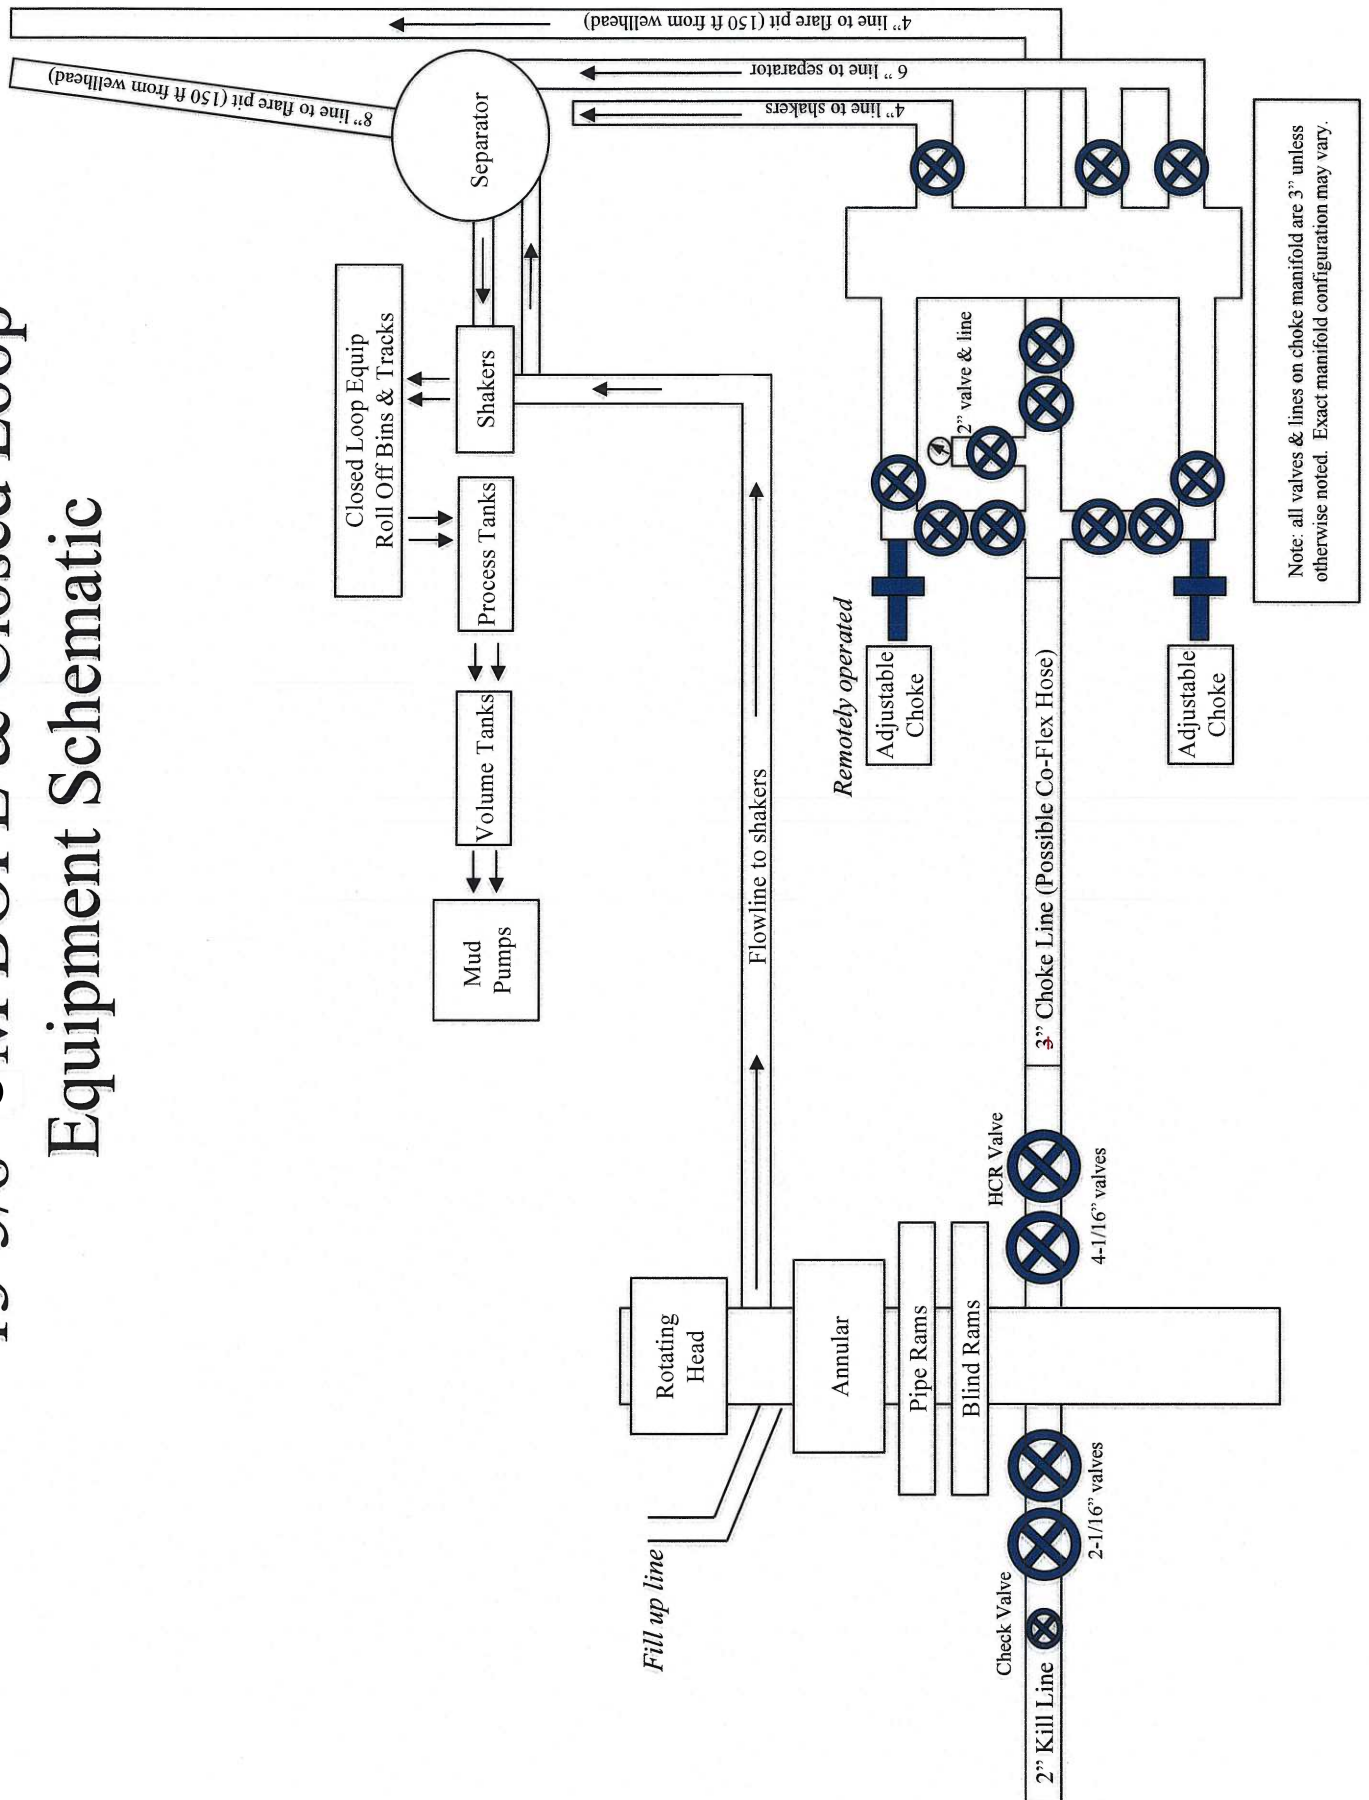 BOPE & Closed Loop
Equipment Schematic
Closed Loop Equip
Roll Off Bins & Tracks
Mud
Pumps
Volume Tanks
Process Tanks
Shakers
Separator
8” line to flare pit (150 ft from wellhead)
4” line to flare pit (150 ft from wellhead)
6” line to separator
4” line to shakers
Fill up line
Rotating
Head
Flowline to shakers
Annular
Pipe Rams
Blind Rams
Remotely operated
Adjustable
Choke
2” valve & line
Check Valve
HCR Valve
2” Kill Line
3” Choke Line (Possible Co-Flex Hose)
2-1/16” valves
4-1/16” valves
Adjustable
Choke
Note: all valves & lines on choke manifold are 3” unless
otherwise noted. Exact manifold configuration may vary.